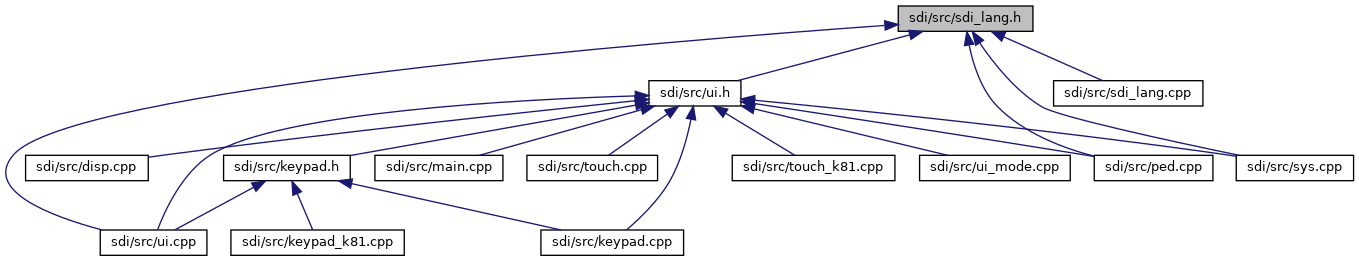 sdi/src/sdi_lang.h
sdi/src/ui.h
sdi/src/sdi_lang.cpp
sdi/src/disp.cpp
sdi/src/keypad.h
sdi/src/main.cpp
sdi/src/touch.cpp
sdi/src/touch_k81.cpp
sdi/src/ui_mode.cpp
sdi/src/ped.cpp
sdi/src/sys.cpp
sdi/src/ui.cpp
sdi/src/keypad_k81.cpp
sdi/src/keypad.cpp